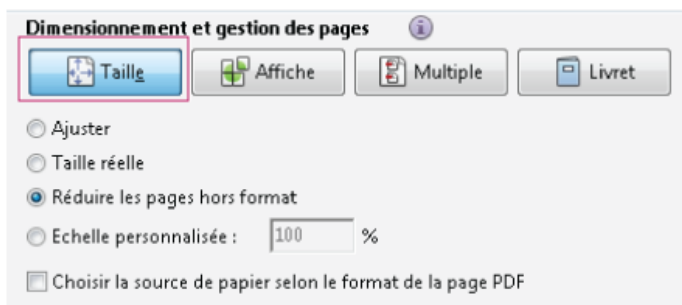 Dimensionnement et gestion des pages
Taille Affiche Multiple Livret
Ajuster
Taille réelle
Réduire les pages hors format
Echelle personnalisée : 100 %
Choisir la source de papier selon le format de la page PDF